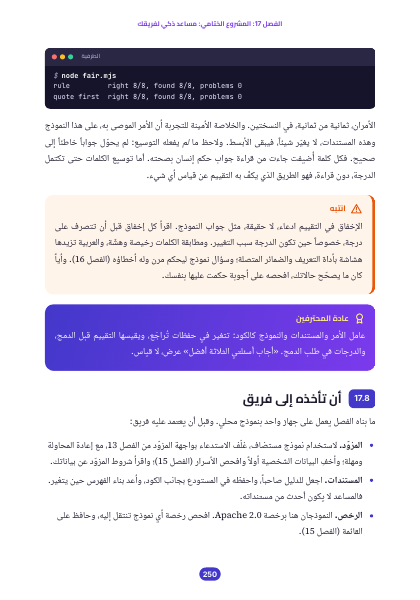 الفصل 17: المشروع الختامي: مساعد ذكي لفريقك
الطرفية
$ node fair.mjs
rule right 8/8, found 8/8, problems 0
quote first right 8/8, found 8/8, problems 0
الأمران، ثمانية من ثمانية، في النسختين. والخلاصة الأمينة للتجربة أن الأمر الموصى به، على هذا النموذج
وهذه المستندات، لا يغيّر شيئاً، فيبقى الأبسط. ولاحظ ما لم يفعله التوسيع: لم يحوّل جواباً خاطئاً إلى
صحيح. فكل كلمة أُضيفت جاءت من قراءة جواب حكم إنسان بصحته. أما توسيع الكلمات حتى تكتمل
الدرجة، دون قراءة، فهو الطريق الذي يكفّ به التقييم عن قياس أي شيء.
انتبه
الإخفاق في التقييم ادعاء، لا حقيقة، مثل جواب النموذج. اقرأ كل إخفاق قبل أن تتصرف على
درجة، خصوصاً حين تكون الدرجة سبب التغيير. ومطابقة الكلمات رخيصة وهشّة، والعربية تزيدها
هشاشة بأداة التعريف والضمائر المتصلة؛ وسؤال نموذج ليحكم مرن وله أخطاؤه (الفصل 16). وأياً
كان ما يصحّح حالاتك، افحصه على أجوبة حكمت عليها بنفسك.
عادة المحترفين
عامل الأمر والمستندات والنماذج كالكود: تتغير في حفظات تُراجَع، ويقيسها التقييم قبل الدمج،
والدرجات في طلب الدمج. «أجاب أسئلتي الثلاثة أفضل» عرض، لا قياس.
17.8 أن تأخذه إلى فريق
ما بناه الفصل يعمل على جهاز واحد بنموذج محلي. وقبل أن يعتمد عليه فريق:
• المزوّد. لاستخدام نموذج مستضاف، غلّف الاستدعاء بواجهة المزوّد من الفصل 13، مع إعادة المحاولة
ومهلة؛ وأخفِ البيانات الشخصية أولاً وافحص الأسرار (الفصل 15)؛ واقرأ شروط المزوّد عن بياناتك.
• المستندات. اجعل للدليل صاحباً، واحفظه في المستودع بجانب الكود، وأعد بناء الفهرس حين يتغير.
فالمساعد لا يكون أحدث من مستنداته.
• الرخص. النموذجان هنا برخصة Apache 2.0. افحص رخصة أي نموذج تنتقل إليه، وحافظ على
القائمة (الفصل 15).
250